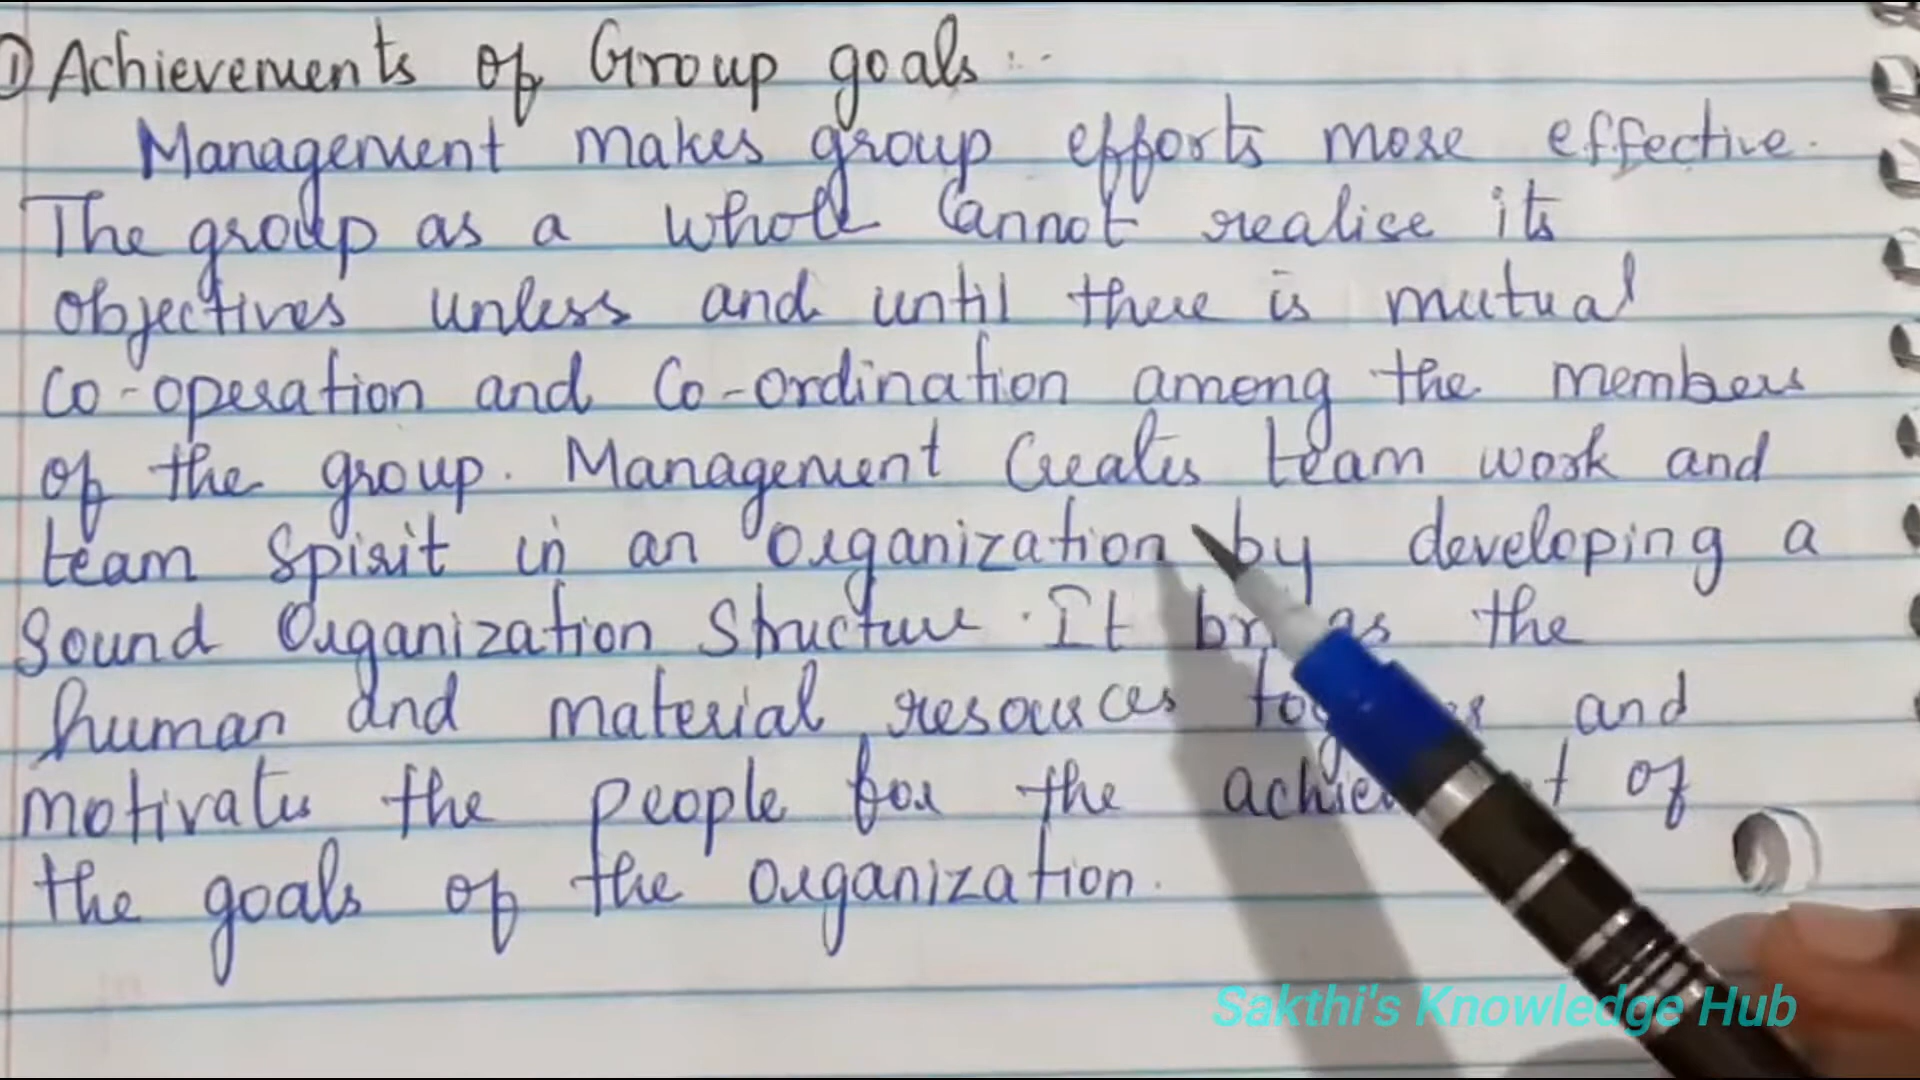 1) Achievements of Group goals :-
Management makes group efforts more effective.
The group as a whole Cannot realise its
objectives unless and until there is mutual
Co-operation and Co-ordination among the members
of the group. Management Creates team work and
team Spirit in an Organization by developing a
Sound Organization Structure. It the
human and material resources and
motivates the people for the of
the goals of the Organization.
Sakthi's Knowledge Hub